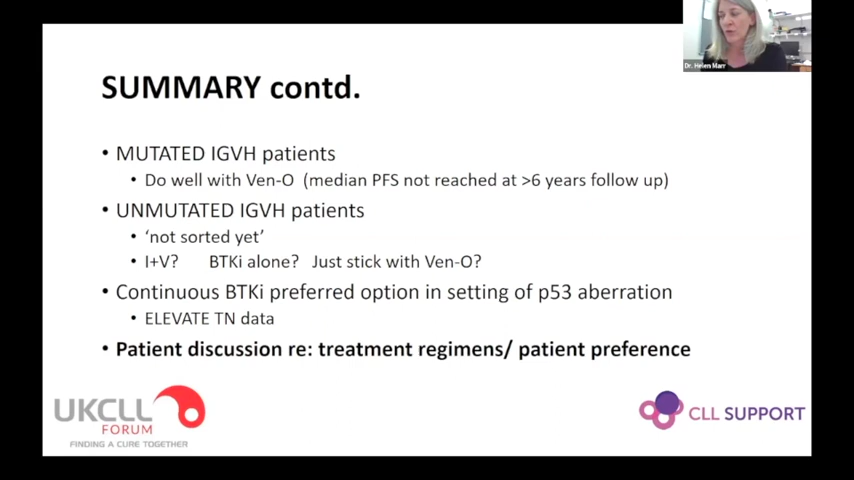 Dr. Helen Marr
SUMMARY contd.
• MUTATED IGVH patients
• Do well with Ven-O (median PFS not reached at >6 years follow up)
• UNMUTATED IGVH patients
• 'not sorted yet'
• I+V? BTKi alone? Just stick with Ven-O?
• Continuous BTKi preferred option in setting of p53 aberration
• ELEVATE TN data
• Patient discussion re: treatment regimens/ patient preference
UKCLL
FORUM
FINDING A CURE TOGETHER
CLL SUPPORT